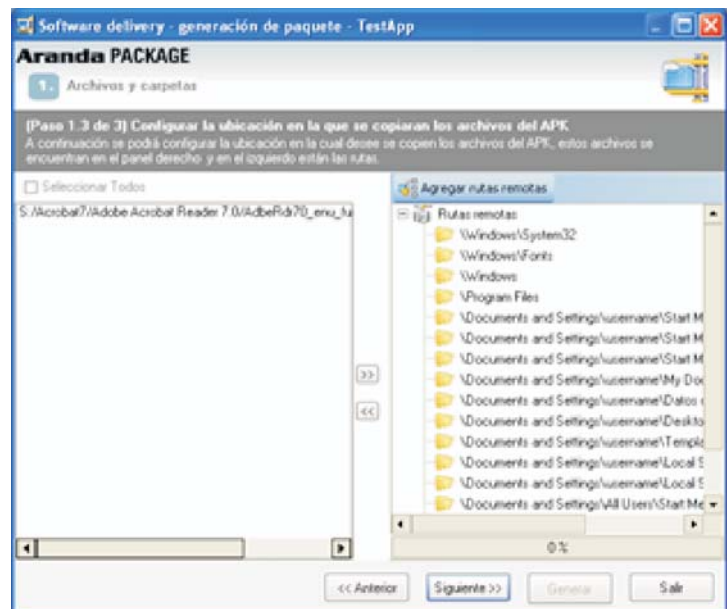 Software delivery - generación de paquete - TestApp
Aranda PACKAGE
1. Archivos y carpetas
(Paso 1.3 de 3) Configurar la ubicación en la que se copiaran los archivos del APK
A continuación se podrá configurar la ubicación en la cual desee se copien los archivos del APK, estos archivos se
encuentran en el panel derecho y en el izquierdo están las rutas.
Seleccionar Todos
S:/Acrobat7/Adobe Acrobat Reader 7.0/AdbeRdr70_enu_fu
>>
<<
Agregar rutas remotas
Rutas remotas
\Windows\System32
\Windows\Fonts
\Windows
\Program Files
\Documents and Settings\username\Start M
\Documents and Settings\username\Start M
\Documents and Settings\username\Start M
\Documents and Settings\username\My Do
\Documents and Settings\username\Datos
\Documents and Settings\username\Deskto
\Documents and Settings\username\Templa
\Documents and Settings\username\Local S
\Documents and Settings\username\Local S
\Documents and Settings\All Users\Start Me
0 %
<< Anterior Siguiente >> Generar Salir